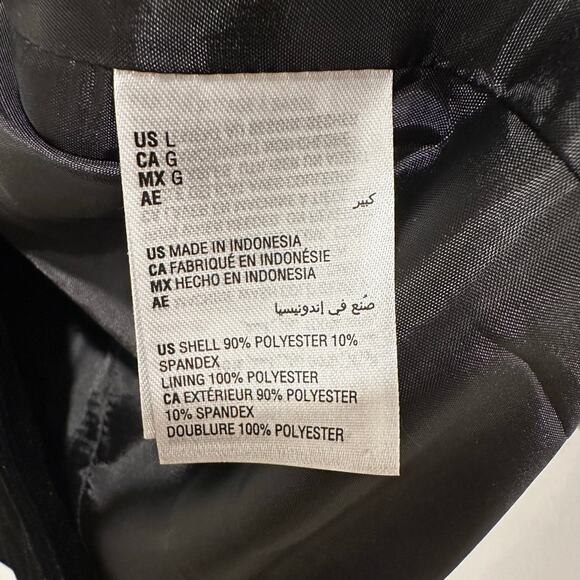 US L
CA G
MX G
AE كبير
US MADE IN INDONESIA
CA FABRIQUÉ EN INDONÉSIE
MX HECHO EN INDONESIA
AE صُنع في إندونيسيا
US SHELL 90% POLYESTER 10%
SPANDEX
LINING 100% POLYESTER
CA EXTÉRIEUR 90% POLYESTER
10% SPANDEX
DOUBLURE 100% POLYESTER